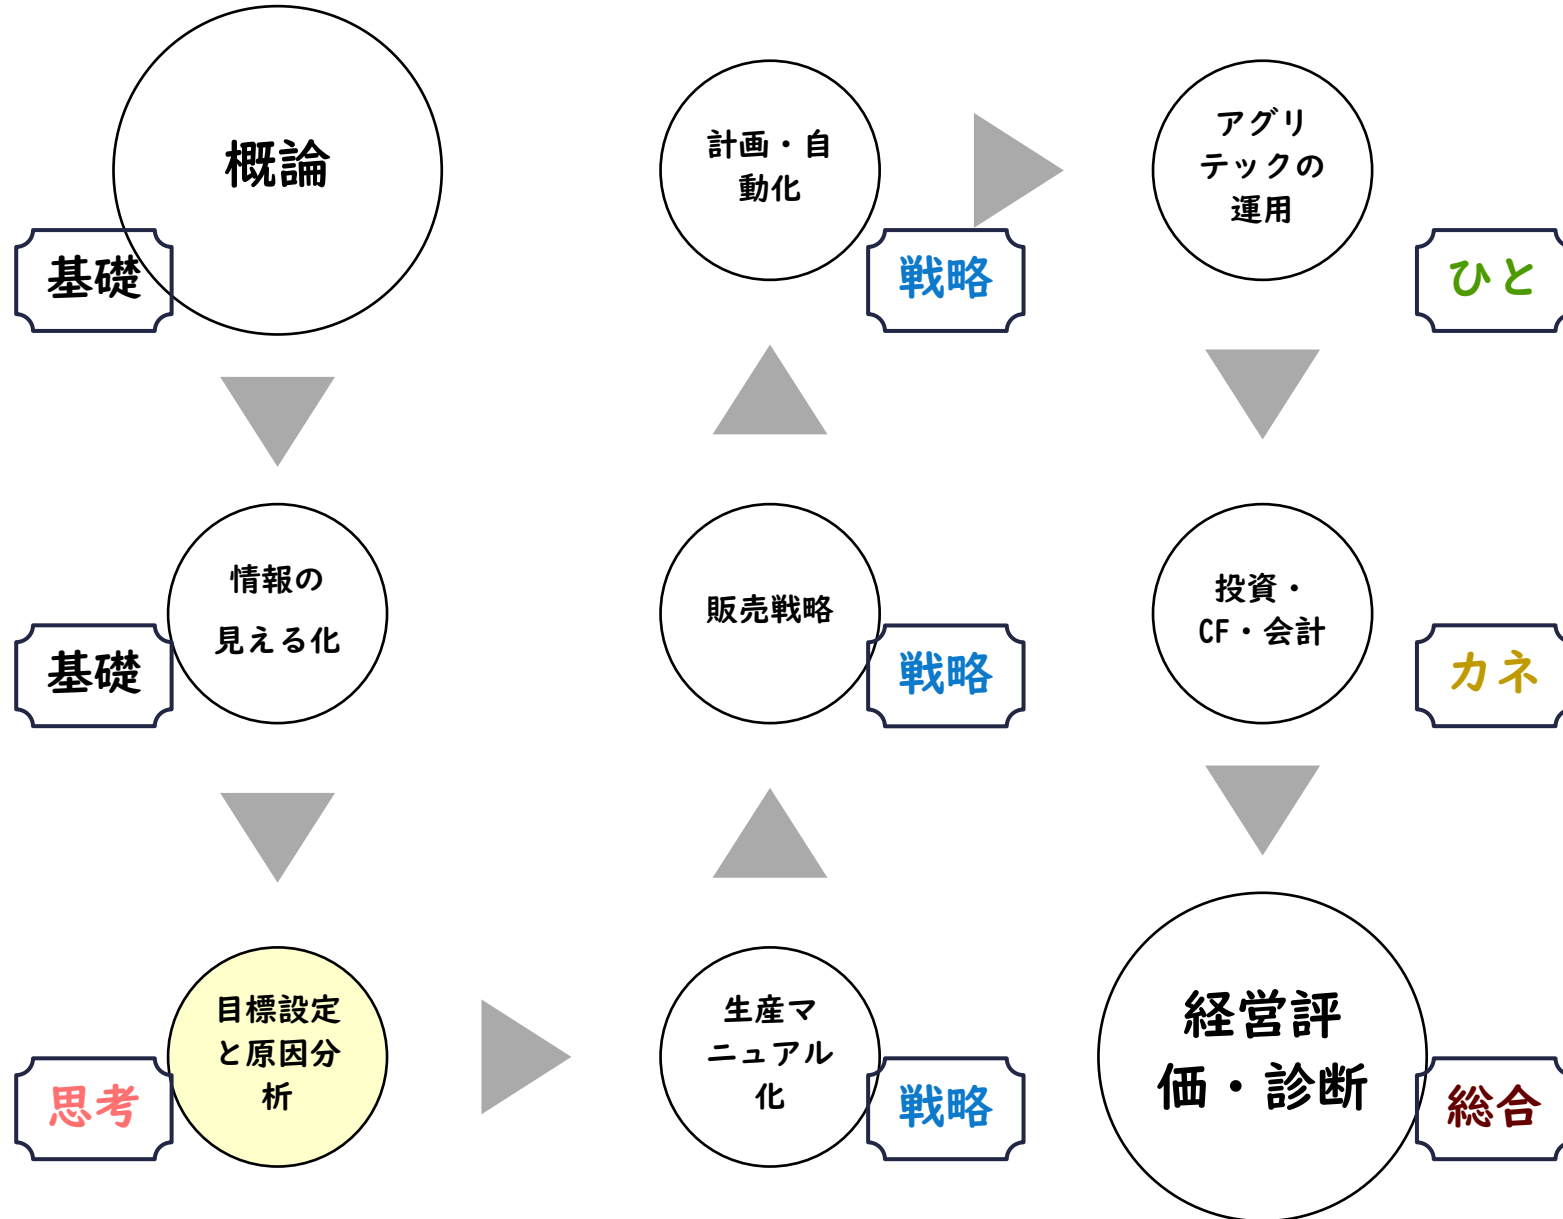 概論
基礎
情報の
見える化
基礎
目標設定
と原因分
析
思考
生産マ
ニュアル
化
戦略
販売戦略
戦略
計画・自
動化
戦略
アグリ
テックの
運用
ひと
投資・
CF・会計
カネ
経営評
価・診断
総合